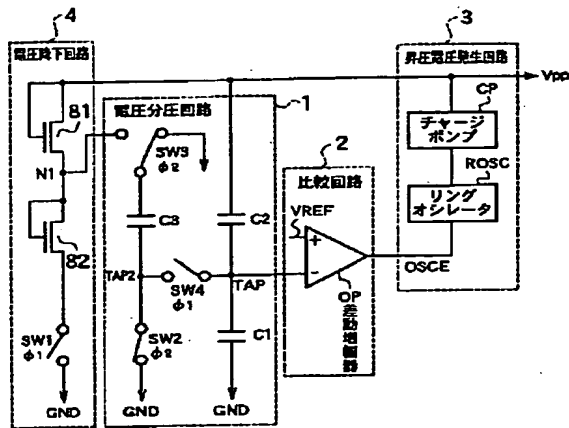 4
電圧降下回路
81
N1
82
SW1
φ1
GND
1
電圧分圧回路
SW3
φ2
C3
C2
TAP2
SW4
φ1
TAP
SW2
φ2
C1
GND
GND
2
比較回路
VREF
+
-
OP
差動増幅器
OSCE
3
昇圧電圧発生回路
Vpp
CP
チャージ
ポンプ
ROSC
リング
オシレータ